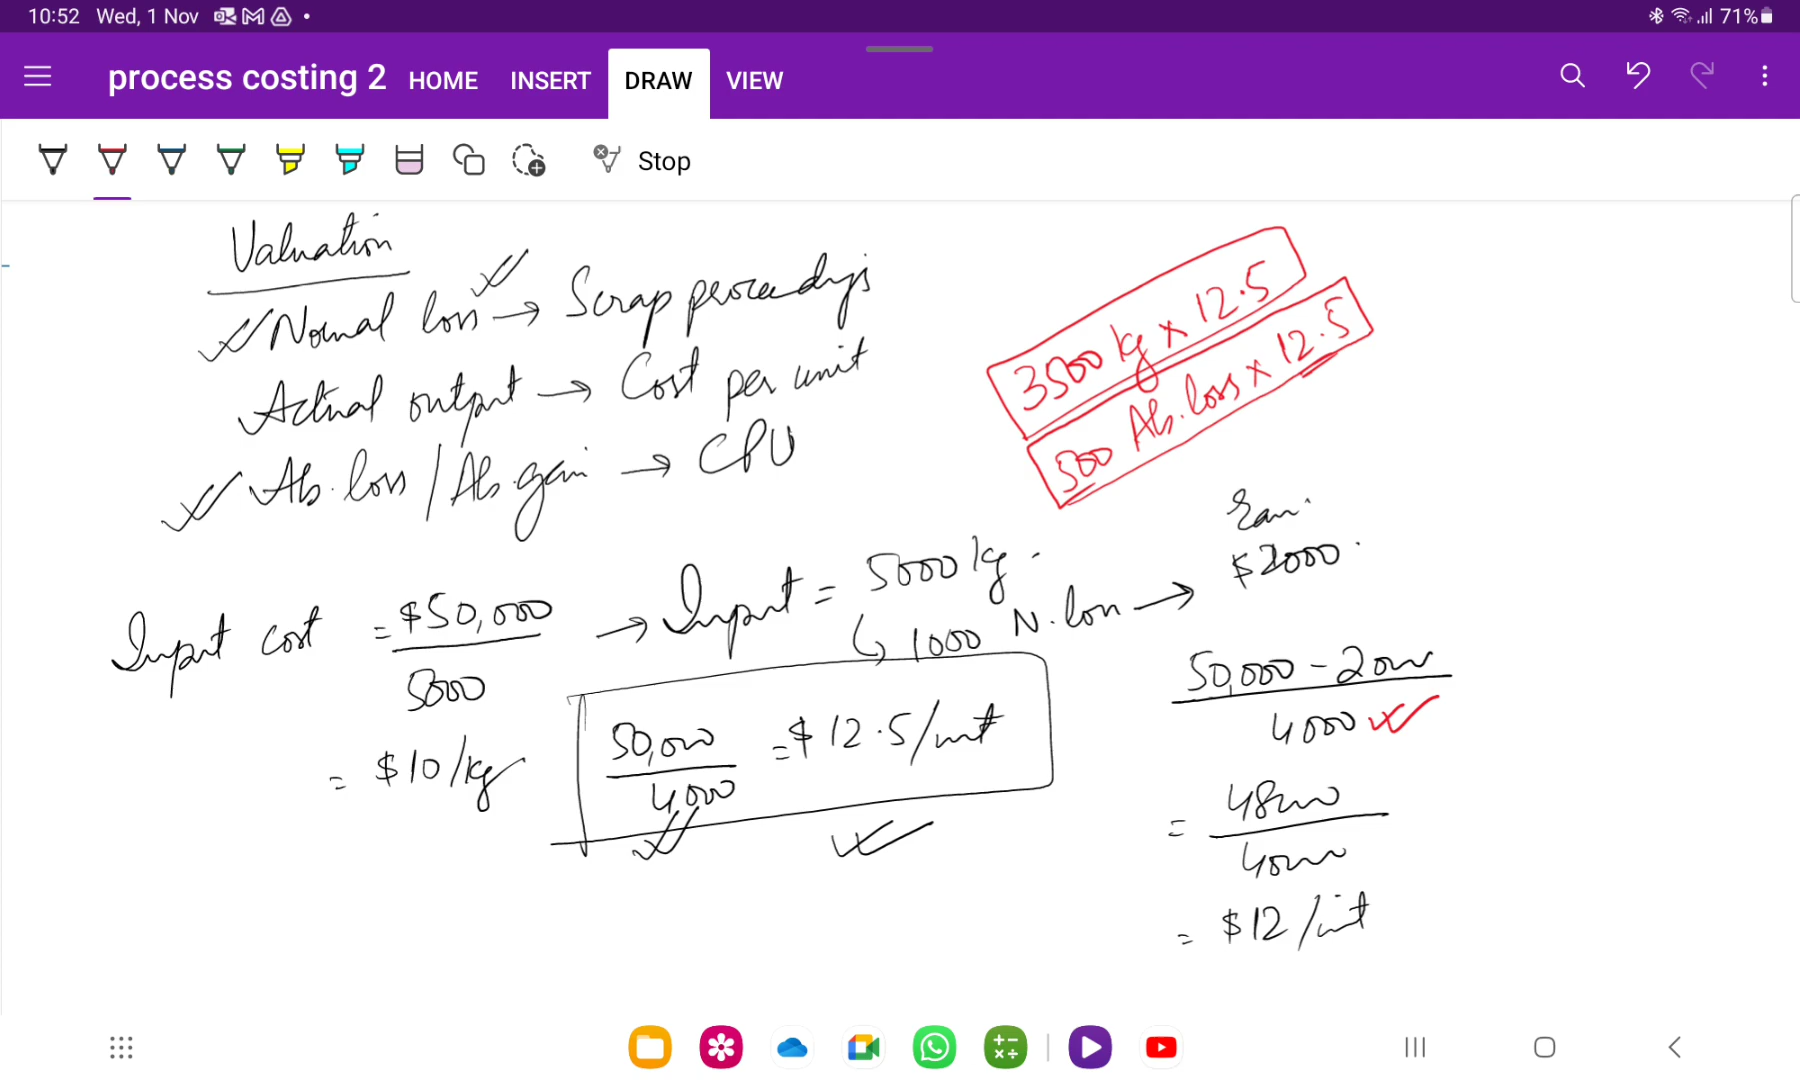 10:52 Wed, 1 Nov
71%
process costing 2 HOME INSERT DRAW VIEW
Stop
Valuation
Normal loss → Scrap proceedings
Actual output → Cost per unit
Ab. loss / Ab. gain → CPU
3500 kg x 12.5
500 Ab. loss x 12.5
Input cost = $50,000
5000
= $10/kg
→ Input = 5000 kg
1000 N. loss →
$2000
50,000
4000
= $12.5/unit
50,000 - 2000
4000
= 48000
4000
= $12/unit